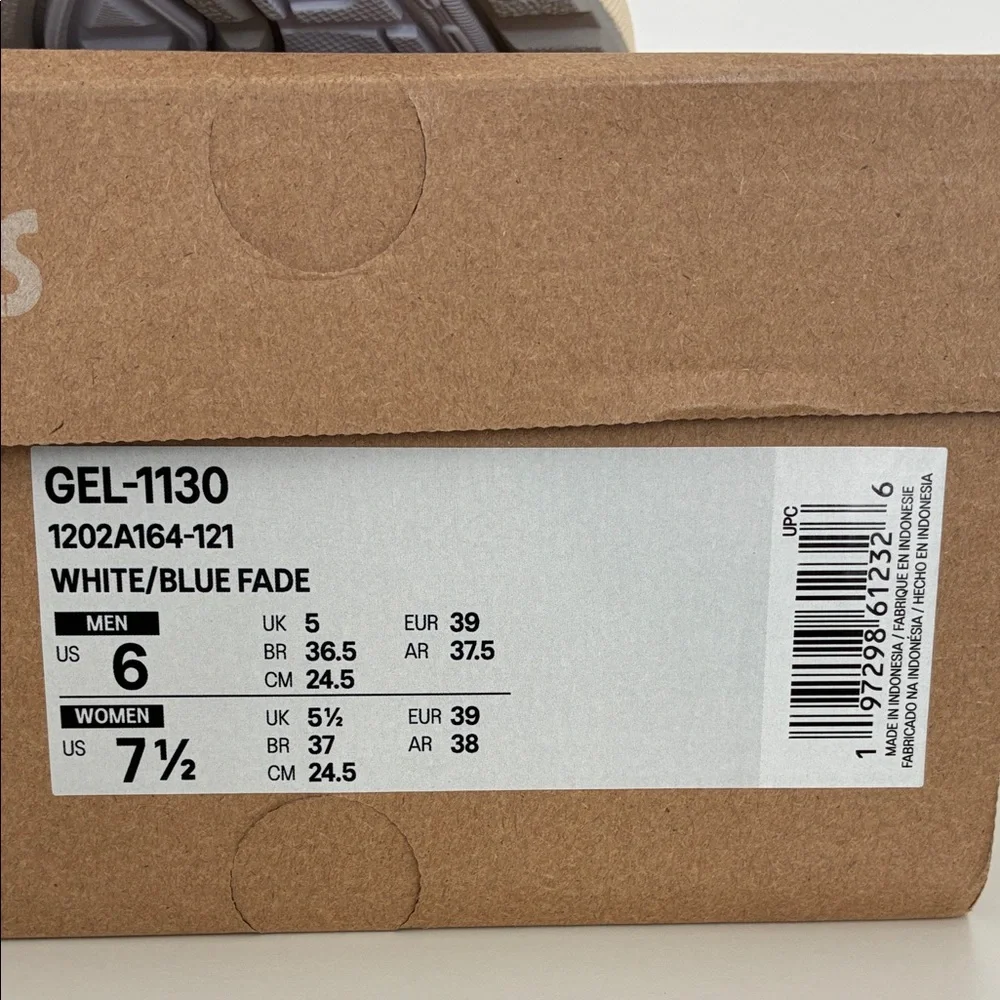 s
GEL-1130
1202A164-121
WHITE/BLUE FADE
MEN
US 6
UK 5
BR 36.5
CM 24.5
EUR 39
AR 37.5
WOMEN
US 7½
UK 5½
BR 37
CM 24.5
EUR 39
AR 38
UPC
1 97298 61232 6
MADE IN INDONESIA / FABRIQUE EN INDONESIE
FABRICADO NA INDONÉSIA / HECHO EN INDONESIA